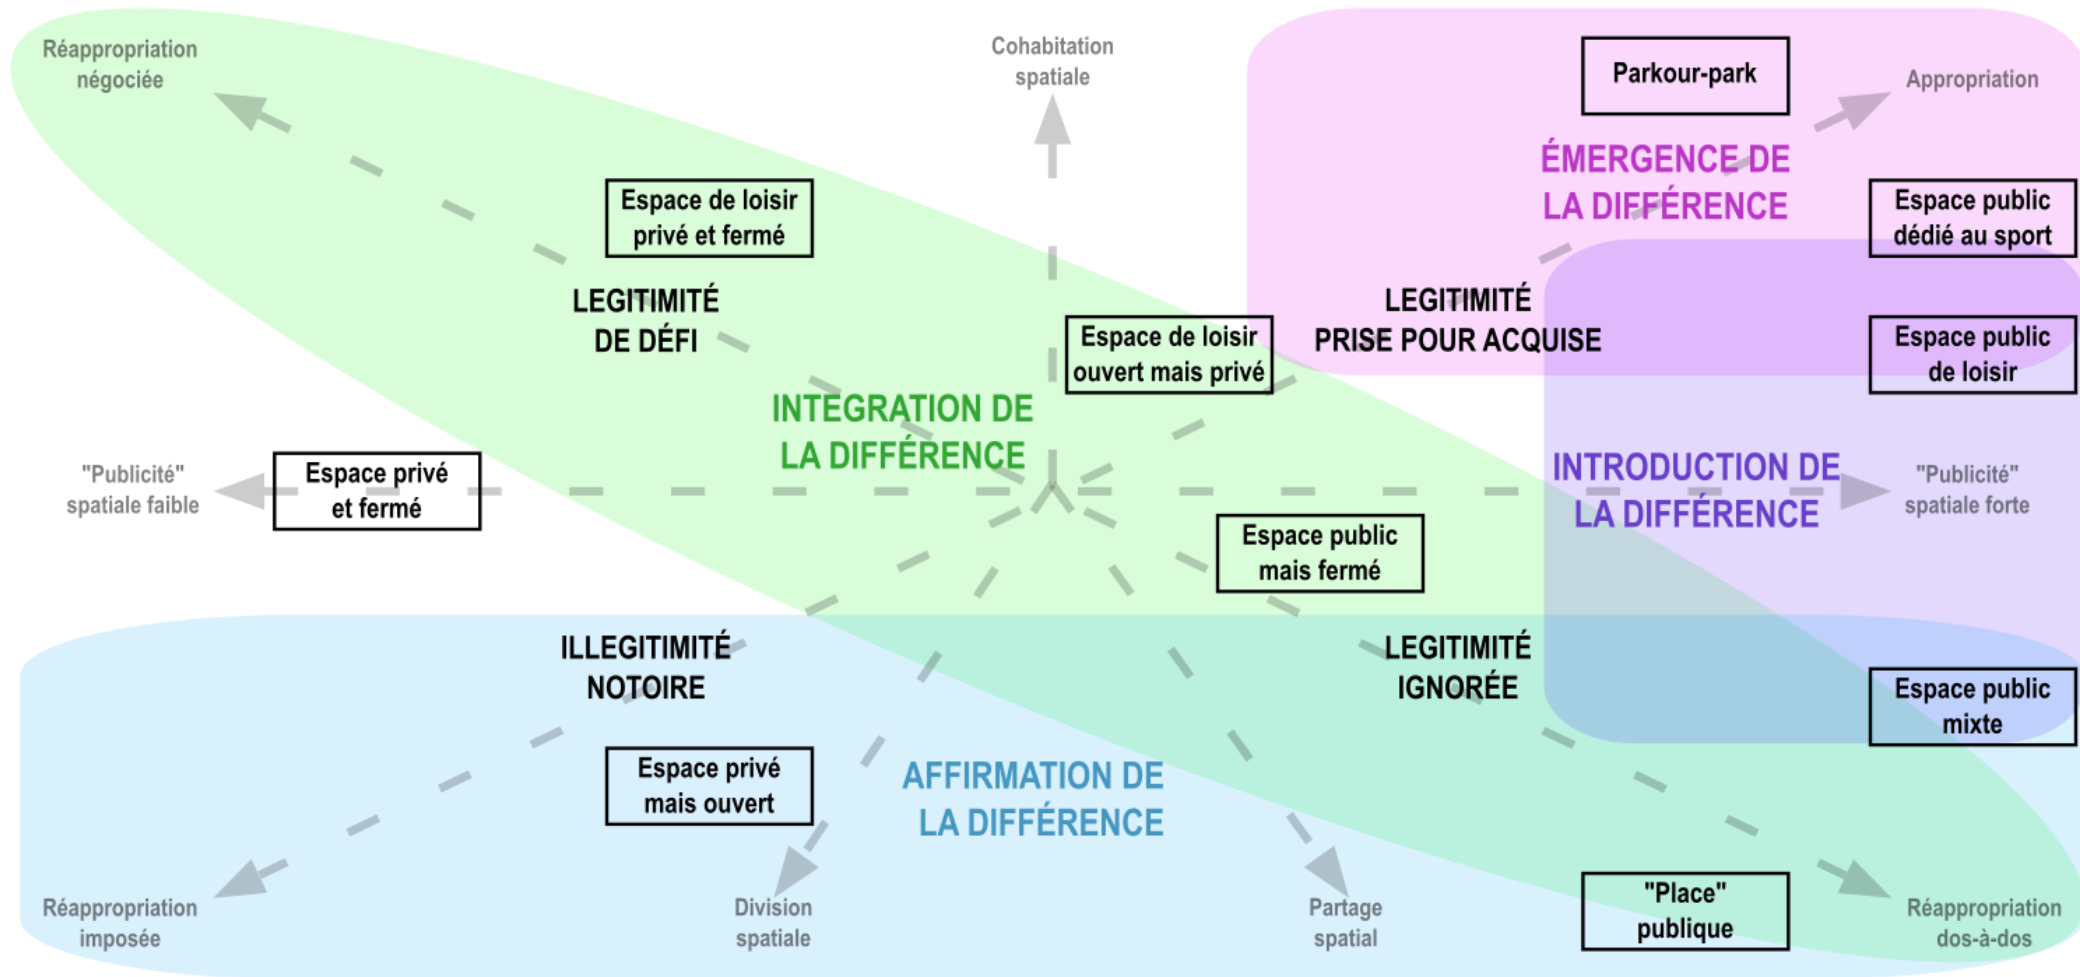 Réappropriation
négociée
Cohabitation
spatiale
Parkour-park
Appropriation
ÉMERGENCE DE
LA DIFFÉRENCE
Espace de loisir
privé et fermé
Espace public
dédié au sport
LEGITIMITÉ
DE DÉFI
LEGITIMITÉ
PRISE POUR ACQUISE
Espace de loisir
ouvert mais privé
Espace public
de loisir
INTEGRATION DE
LA DIFFÉRENCE
"Publicité"
spatiale faible
Espace privé
et fermé
INTRODUCTION DE
LA DIFFÉRENCE
"Publicité"
spatiale forte
Espace public
mais fermé
ILLEGITIMITÉ
NOTOIRE
LEGITIMITÉ
IGNORÉE
Espace public
mixte
Espace privé
mais ouvert
AFFIRMATION DE
LA DIFFÉRENCE
Réappropriation
imposée
Division
spatiale
Partage
spatial
"Place"
publique
Réappropriation
dos-à-dos